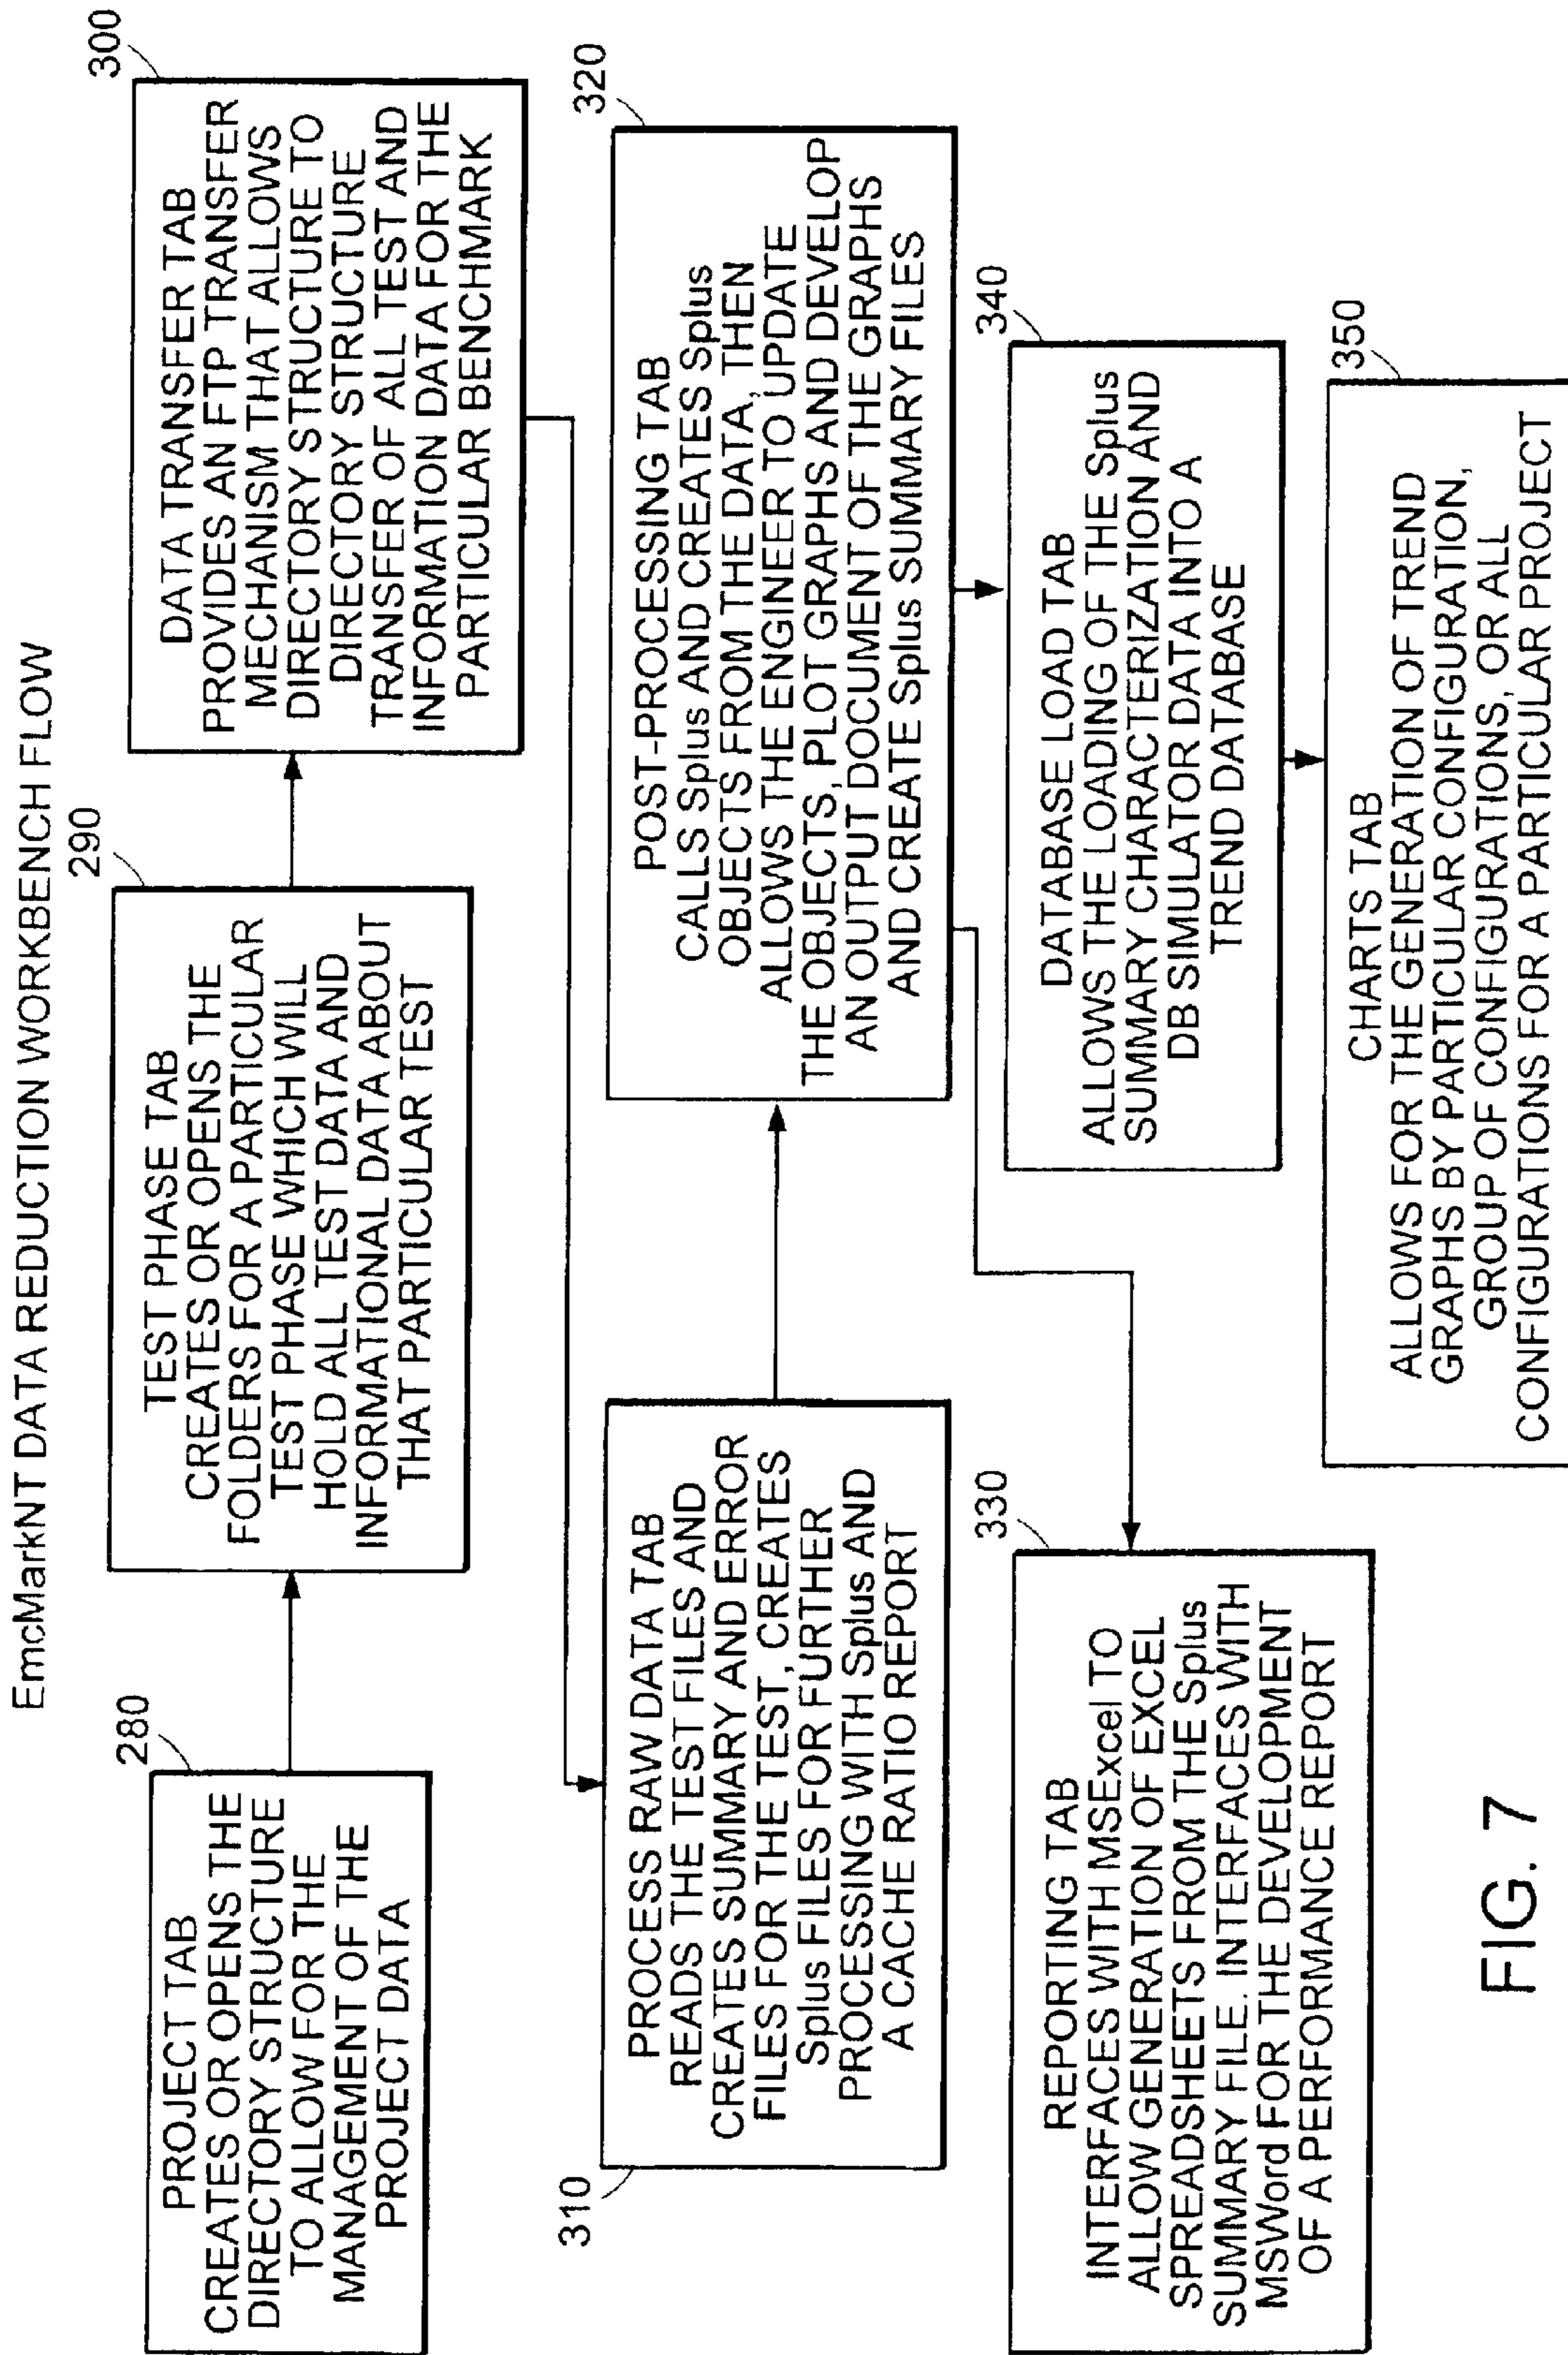 EmcMarkNT DATA REDUCTION WORKBENCH FLOW
280
PROJECT TAB
CREATES OR OPENS THE
DIRECTORY STRUCTURE
TO ALLOW FOR THE
MANAGEMENT OF THE
PROJECT DATA
290
TEST PHASE TAB
CREATES OR OPENS THE
FOLDERS FOR A PARTICULAR
TEST PHASE WHICH WILL
HOLD ALL TEST DATA AND
INFORMATIONAL DATA ABOUT
THAT PARTICULAR TEST
300
DATA TRANSFER TAB
PROVIDES AN FTP TRANSFER
MECHANISM THAT ALLOWS
DIRECTORY STRUCTURE TO
DIRECTORY STRUCTURE
TRANSFER OF ALL TEST AND
INFORMATION DATA FOR THE
PARTICULAR BENCHMARK
310
PROCESS RAW DATA TAB
READS THE TEST FILES AND
CREATES SUMMARY AND ERROR
FILES FOR THE TEST, CREATES
Splus FILES FOR FURTHER
PROCESSING WITH Splus AND
A CACHE RATIO REPORT
320
POST-PROCESSING TAB
CALLS Splus AND CREATES Splus
OBJECTS FROM THE DATA, THEN
ALLOWS THE ENGINEER TO UPDATE
THE OBJECTS, PLOT GRAPHS AND DEVELOP
AN OUTPUT DOCUMENT OF THE GRAPHS
AND CREATE Splus SUMMARY FILES
330
REPORTING TAB
INTERFACES WITH MSExcel TO
ALLOW GENERATION OF EXCEL
SPREADSHEETS FROM THE Splus
SUMMARY FILE. INTERFACES WITH
MSWord FOR THE DEVELOPMENT
OF A PERFORMANCE REPORT
340
DATABASE LOAD TAB
ALLOWS THE LOADING OF THE Splus
SUMMARY CHARACTERIZATION AND
DB SIMULATOR DATA INTO A
TREND DATABASE
350
CHARTS TAB
ALLOWS FOR THE GENERATION OF TREND
GRAPHS BY PARTICULAR CONFIGURATION,
GROUP OF CONFIGURATIONS, OR ALL
CONFIGURATIONS FOR A PARTICULAR PROJECT
FIG. 7